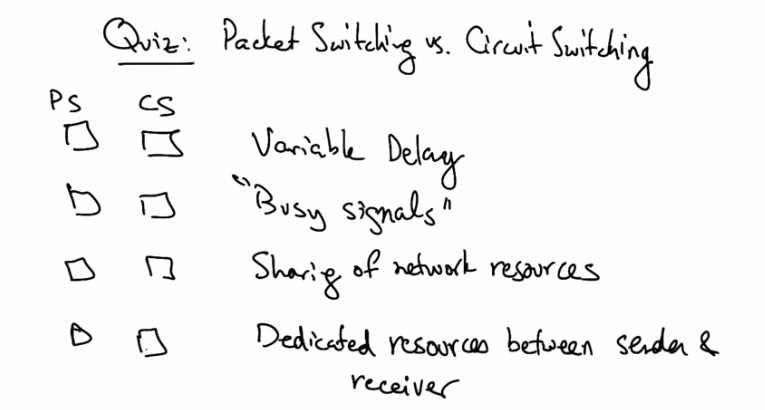 Quiz: Packet Switching vs. Circuit Switching
PS CS
Variable Delay
"Busy signals"
Sharing of network resources
Dedicated resources between sender &
receiver